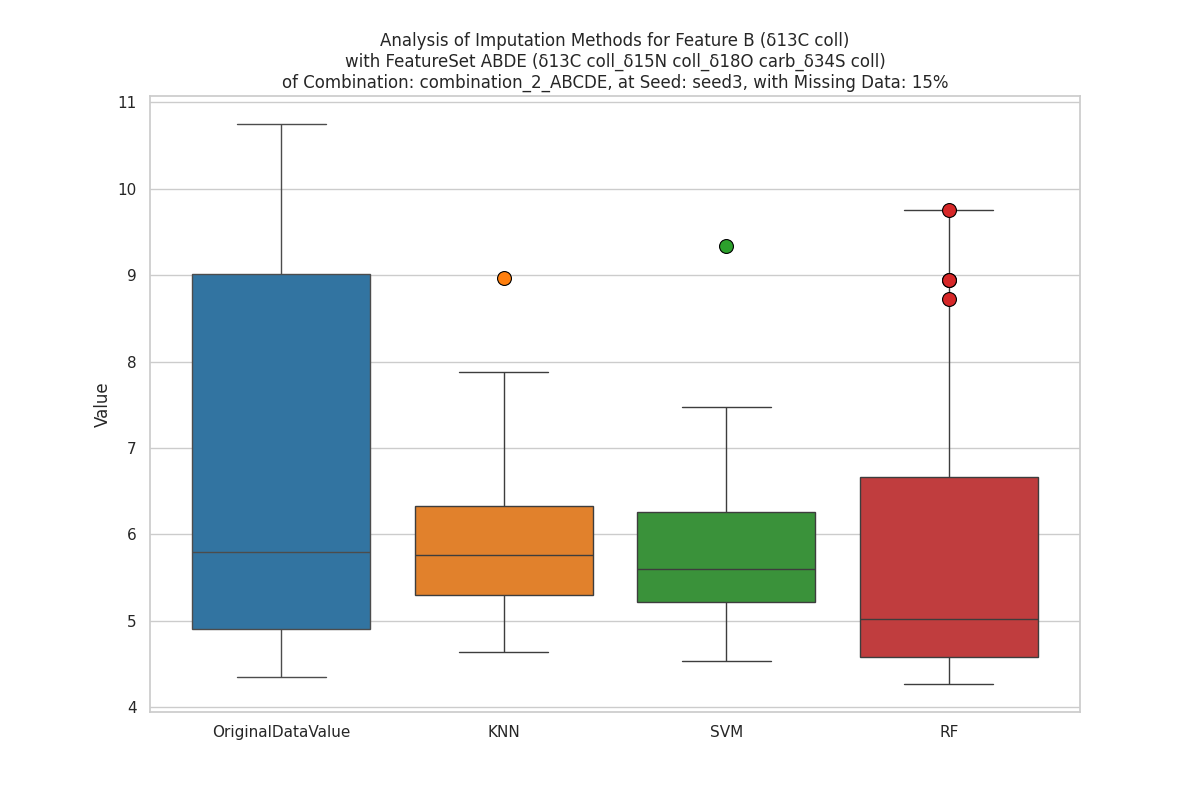 Analysis of Imputation Methods for Feature B (δ13C coll)
with FeatureSet ABDE (δ13C coll_δ15N coll_δ18O carb_δ34S coll)
of Combination: combination_2_ABCDE, at Seed: seed3, with Missing Data: 15%
11
10
9
8
7
6
5
4
Value
OriginalDataValue
KNN
SVM
RF